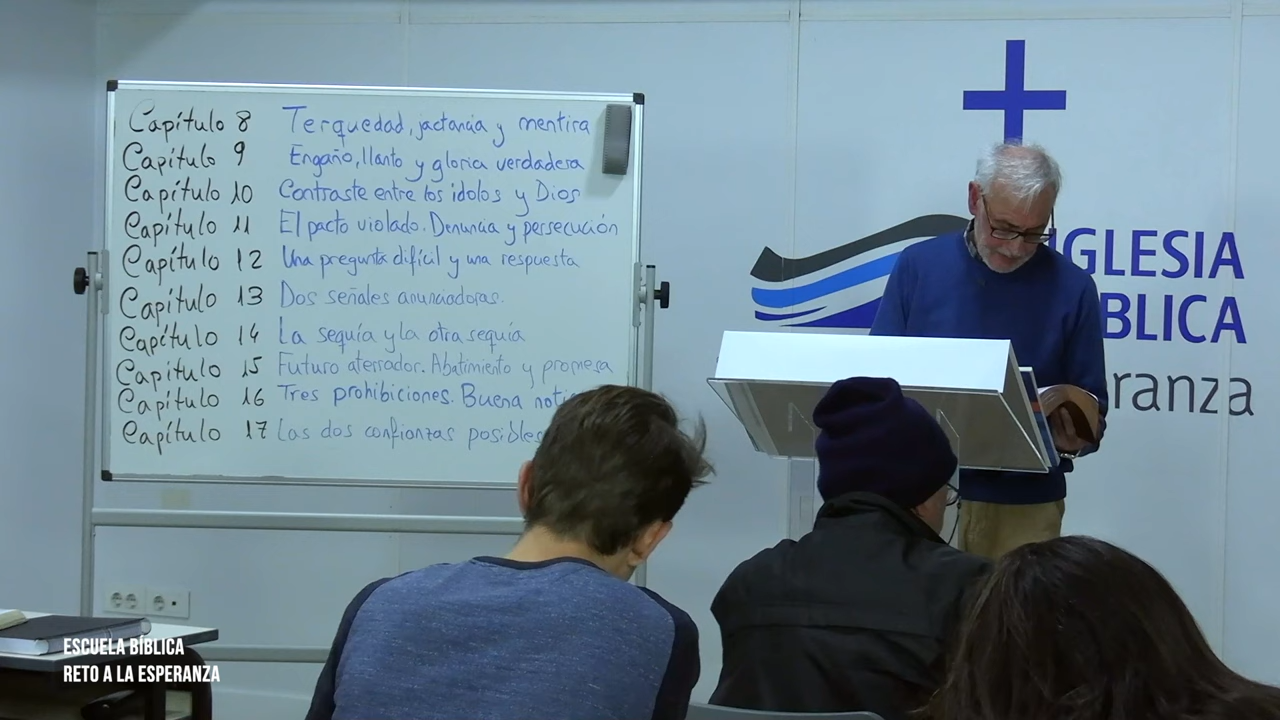 Capítulo 8 Terquedad, jactancia y mentira
Capítulo 9 Engaño, llanto y gloria verdadera
Capítulo 10 Contraste entre los ídolos y Dios
Capítulo 11 El pacto violado. Denuncia y persecución
Capítulo 12 Una pregunta difícil y una respuesta
Capítulo 13 Dos señales anunciadoras.
Capítulo 14 La sequía y la otra sequía
Capítulo 15 Futuro aterrador. Abatimiento y promesa
Capítulo 16 Tres prohibiciones. Buena noti
Capítulo 17 Las dos confianzas posibles
IGLESIA
BLICA
ranza
ESCUELA BÍBLICA
RETO A LA ESPERANZA